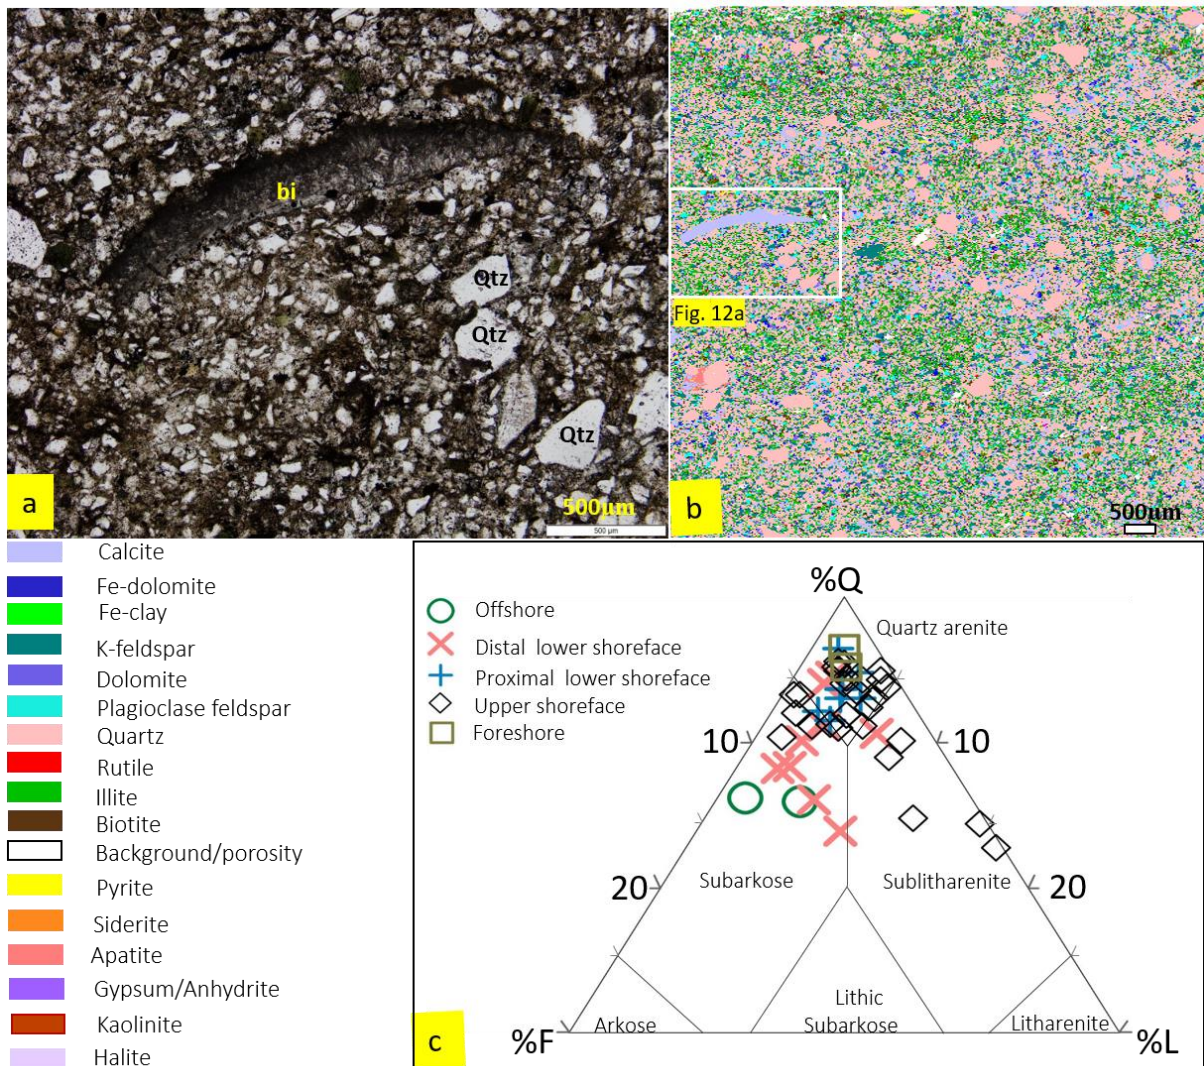 bi
Qtz
Qtz
Qtz
a
500µm
500 µm
Fig. 12a
b
500µm
Calcite
Fe-dolomite
Fe-clay
K-feldspar
Dolomite
Plagioclase feldspar
Quartz
Rutile
Illite
Biotite
Background/porosity
Pyrite
Siderite
Apatite
Gypsum/Anhydrite
Kaolinite
Halite
Offshore
Distal lower shoreface
Proximal lower shoreface
Upper shoreface
Foreshore
%Q
Quartz arenite
10
10
Subarkose
Sublitharenite
20
20
Arkose
Lithic
Subarkose
Litharenite
%F
%L
c